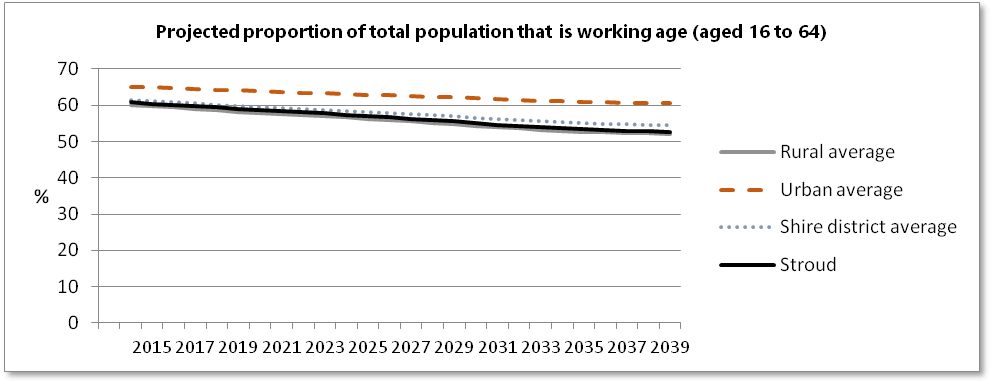 Projected proportion of total population that is working age (aged 16 to 64)
70
60
50
40
%
30
20
10
0
2015 2017 2019 2021 2023 2025 2027 2029 2031 2033 2035 2037 2039
Rural average
Urban average
Shire district average
Stroud